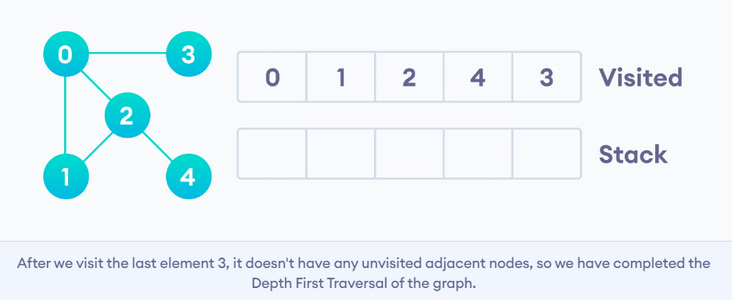 0 3
0 1 2 4 3 Visited
2
Stack
1 4
After we visit the last element 3, it doesn't have any unvisited adjacent nodes, so we have completed the
Depth First Traversal of the graph.